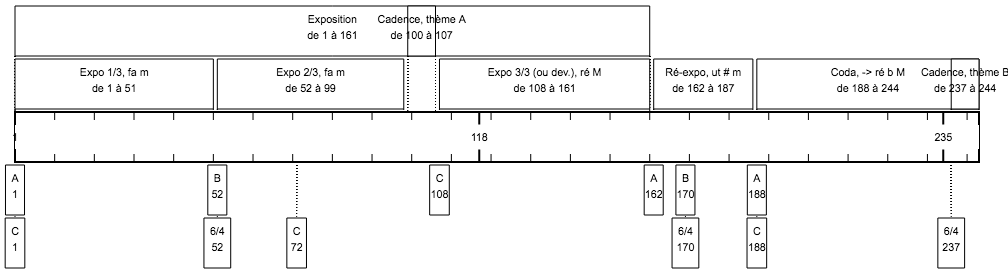 Exposition
de 1 à 161
Cadence, thème A
de 100 à 107
Expo 1/3, fa m
de 1 à 51
Expo 2/3, fa m
de 52 à 99
Expo 3/3 (ou dev.), ré M
de 108 à 161
Ré-expo, ut # m
de 162 à 187
Coda, -> ré b M
de 188 à 244
Cadence, thème B
de 237 à 244
1
118
235
A
1
B
52
C
108
A
162
B
170
A
188
C
1
6/4
52
C
72
6/4
170
C
188
6/4
237